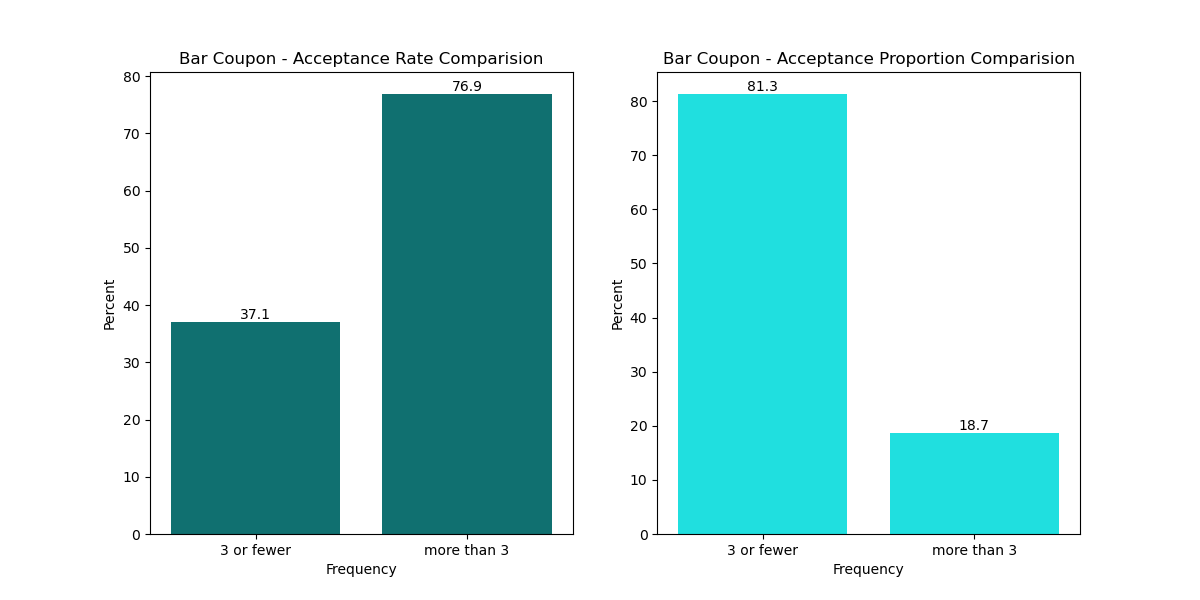 Bar Coupon - Acceptance Rate Comparision
80
70
60
50
40
30
20
10
0
Percent
37.1
76.9
3 or fewer
more than 3
Frequency
Bar Coupon - Acceptance Proportion Comparision
80
70
60
50
40
30
20
10
0
Percent
81.3
18.7
3 or fewer
more than 3
Frequency